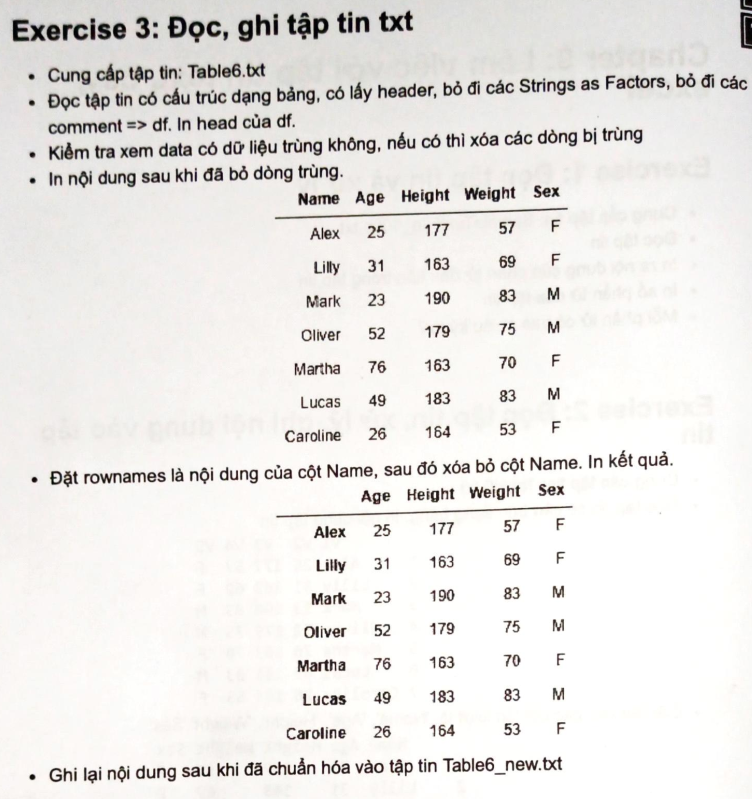 Exercise 3: Đọc, ghi tập tin txt
• Cung cấp tập tin: Table6.txt
• Đọc tập tin có cấu trúc dạng bảng, có lấy header, bỏ đi các Strings as Factors, bỏ đi các
comment => df. In head của df.
• Kiểm tra xem data có dữ liệu trùng không, nếu có thì xóa các dòng bị trùng
• In nội dung sau khi đã bỏ dòng trùng.
Name Age Height Weight Sex
Alex 25 177 57 F
Lilly 31 163 69 F
Mark 23 190 83 M
Oliver 52 179 75 M
Martha 76 163 70 F
Lucas 49 183 83 M
Caroline 26 164 53 F
• Đặt rownames là nội dung của cột Name, sau đó xóa bỏ cột Name. In kết quả.
Age Height Weight Sex
Alex 25 177 57 F
Lilly 31 163 69 F
Mark 23 190 83 M
Oliver 52 179 75 M
Martha 76 163 70 F
Lucas 49 183 83 M
Caroline 26 164 53 F
• Ghi lại nội dung sau khi đã chuẩn hóa vào tập tin Table6_new.txt